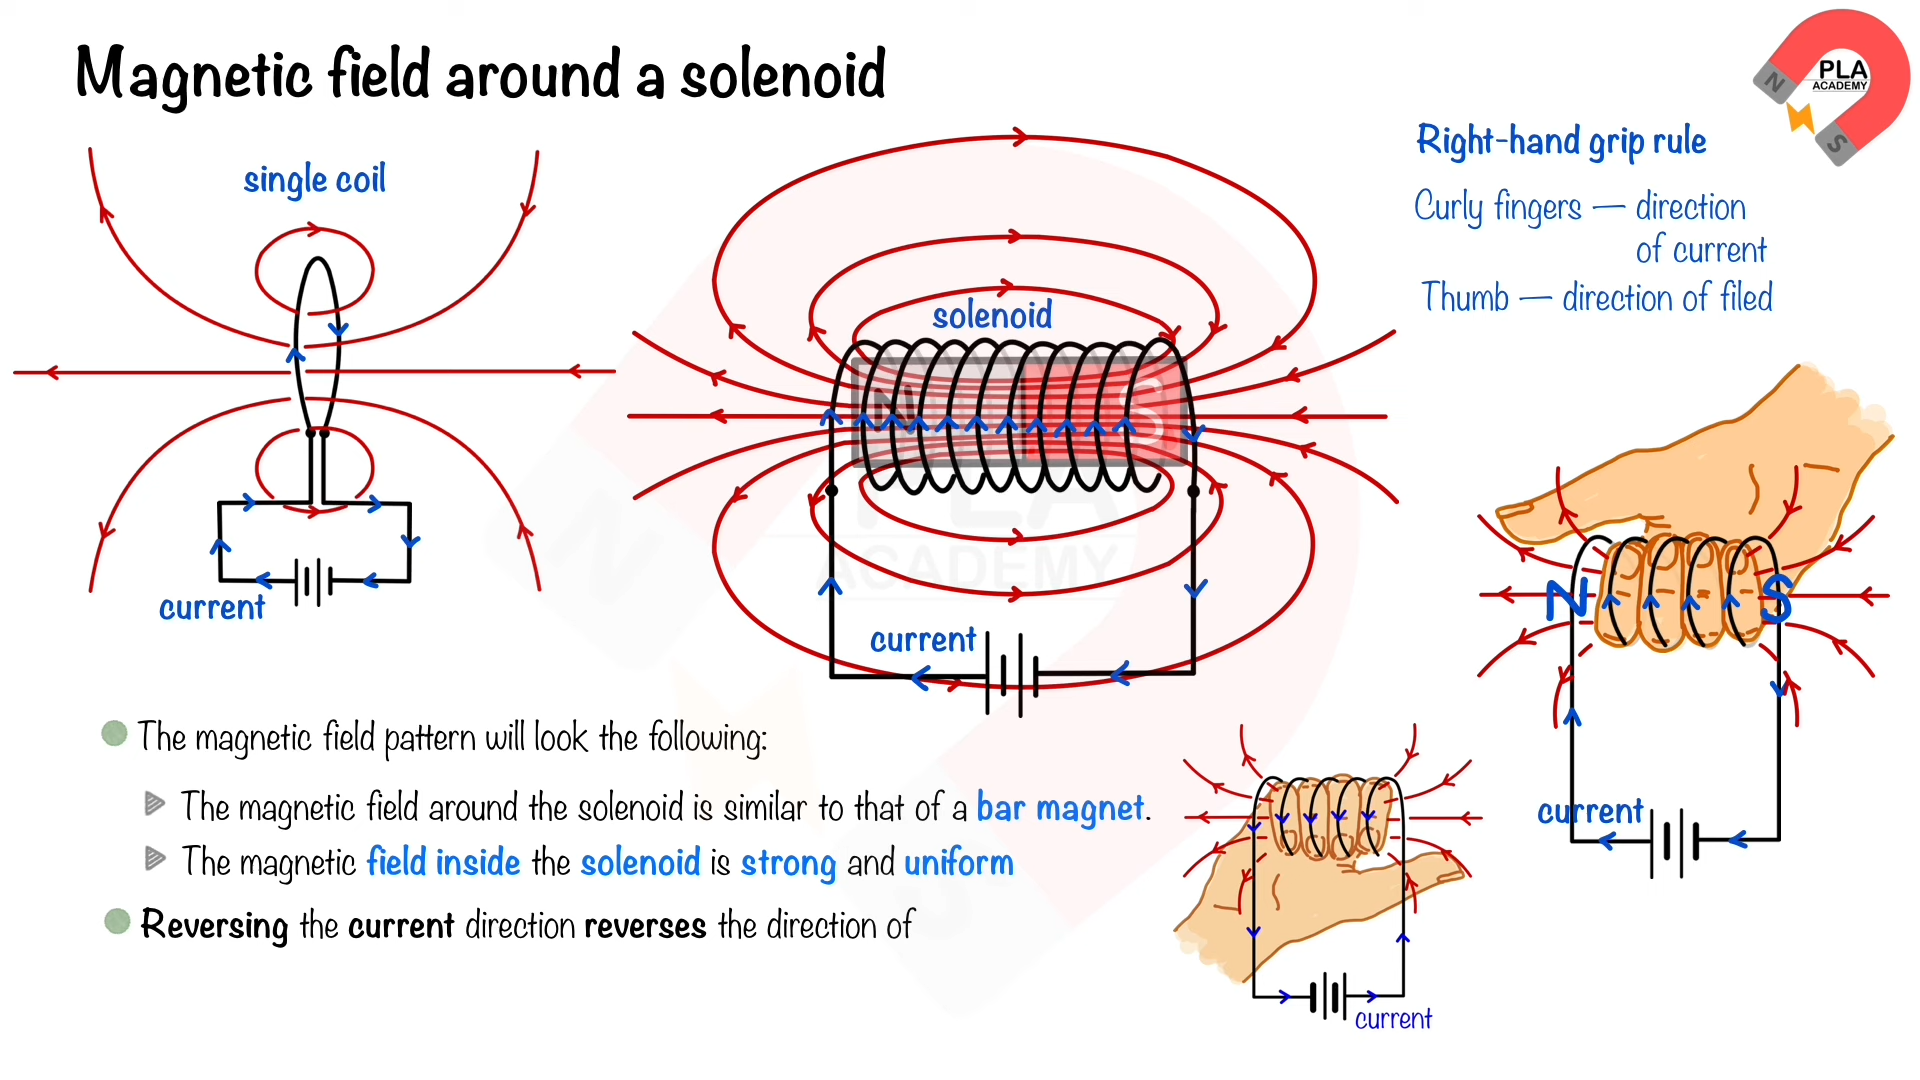 Magnetic field around a solenoid
PLA
ACADEMY
N
S
Right-hand grip rule
Curly fingers — direction
of current
Thumb — direction of filed
single coil
current
solenoid
N
S
current
N
S
current
PLA
ACADEMY
The magnetic field pattern will look the following:
The magnetic field around the solenoid is similar to that of a bar magnet.
The magnetic field inside the solenoid is strong and uniform
Reversing the current direction reverses the direction of
current